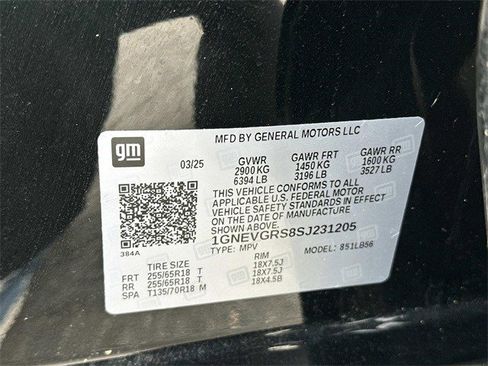 gm
MFD BY GENERAL MOTORS LLC
03/25 GVWR GAWR FRT GAWR RR
2900 KG 1450 KG 1600 KG
6394 LB 3196 LB 3527 LB
THIS VEHICLE CONFORMS TO ALL
APPLICABLE U.S. FEDERAL MOTOR
VEHICLE SAFETY STANDARDS IN EFFECT
ON THE DATE OF MANUFACTURE
SHOWN ABOVE.
1GNEVGRS8SJ231205
384A TYPE: MPV MODEL: 851LB56
TIRE SIZE RIM
FRT 255/65R18 T 18X7.5J
RR 255/65R18 T 18X7.5J
SPA T135/70R18 M 18X4.5B